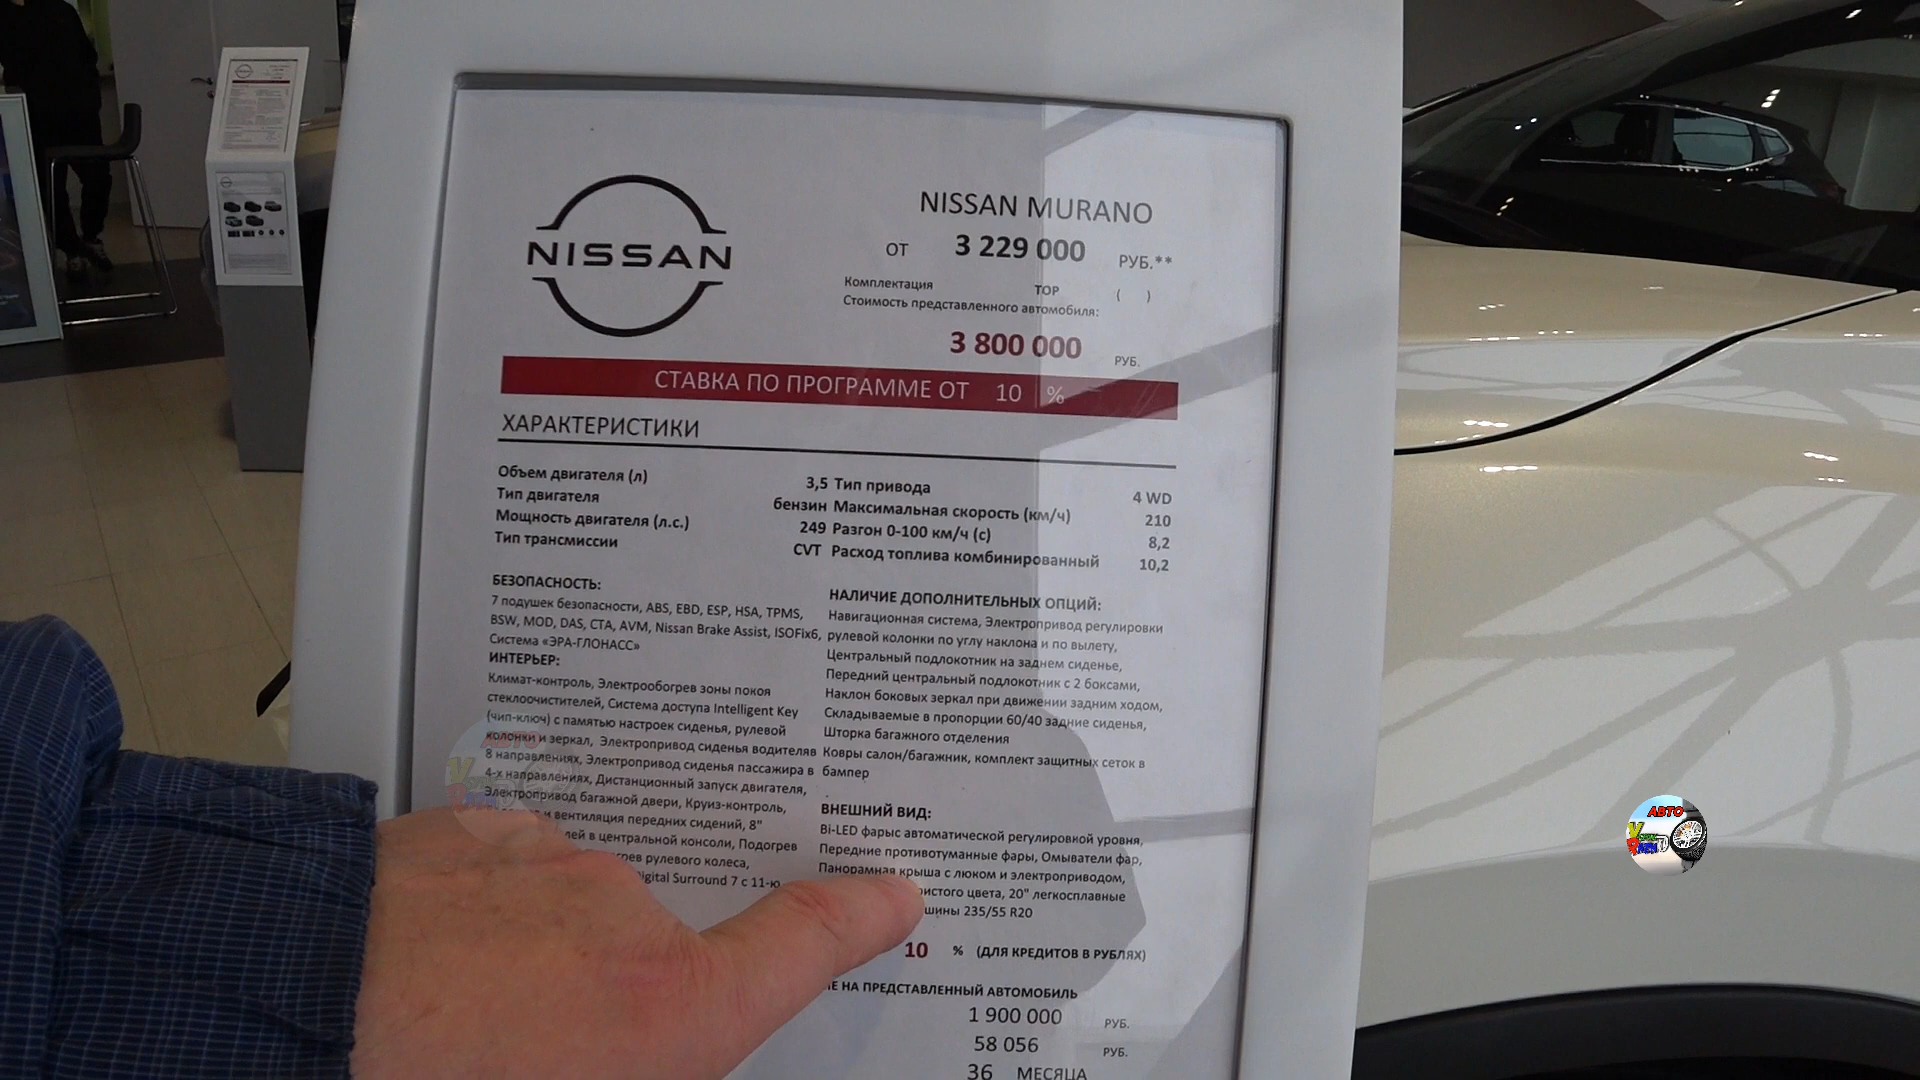 NISSAN
NISSAN MURANO
ОТ 3 229 000 РУБ.**
Комплектация TOP ( )
Стоимость представленного автомобиля:
3 800 000 РУБ.
СТАВКА ПО ПРОГРАММЕ ОТ 10 %
ХАРАКТЕРИСТИКИ
Объем двигателя (л) 3,5 Тип привода 4 WD
Тип двигателя бензин Максимальная скорость (км/ч) 210
Мощность двигателя (л.с.) 249 Разгон 0-100 км/ч (с) 8,2
Тип трансмиссии CVT Расход топлива комбинированный 10,2
БЕЗОПАСНОСТЬ:
7 подушек безопасности, ABS, EBD, ESP, HSA, TPMS,
BSW, MOD, DAS, CTA, AVM, Nissan Brake Assist, ISOFix6,
Система «ЭРА-ГЛОНАСС»
ИНТЕРЬЕР:
Климат-контроль, Электрообогрев зоны покоя
стеклоочистителей, Система доступа Intelligent Key
(чип-ключ) с памятью настроек сиденья, рулевой
колонки и зеркал, Электропривод сиденья водителяв
8 направлениях, Электропривод сиденья пассажира в
4-х направлениях, Дистанционный запуск двигателя,
Электропривод багажной двери, Круиз-контроль,
и вентиляция передних сидений, 8"
лей в центральной консоли, Подогрев
рев рулевого колеса,
igital Surround 7 с 11-ю
НАЛИЧИЕ ДОПОЛНИТЕЛЬНЫХ ОПЦИЙ:
Навигационная система, Электропривод регулировки
рулевой колонки по углу наклона и по вылету,
Центральный подлокотник на заднем сиденье,
Передний центральный подлокотник с 2 боксами,
Наклон боковых зеркал при движении задним ходом,
Складываемые в пропорции 60/40 задние сиденья,
Шторка багажного отделения
Ковры салон/багажник, комплект защитных сеток в
бампер
ВНЕШНИЙ ВИД:
Bi-LED фарыс автоматической регулировкой уровня,
Передние противотуманные фары, Омыватели фар,
Панорамная крыша с люком и электроприводом,
ристого цвета, 20" легкосплавные
шины 235/55 R20
10 % (ДЛЯ КРЕДИТОВ В РУБЛЯХ)
НА ПРЕДСТАВЛЕННЫЙ АВТОМОБИЛЬ
1 900 000 РУБ.
58 056 РУБ.
36 МЕСЯЦА
АВТО